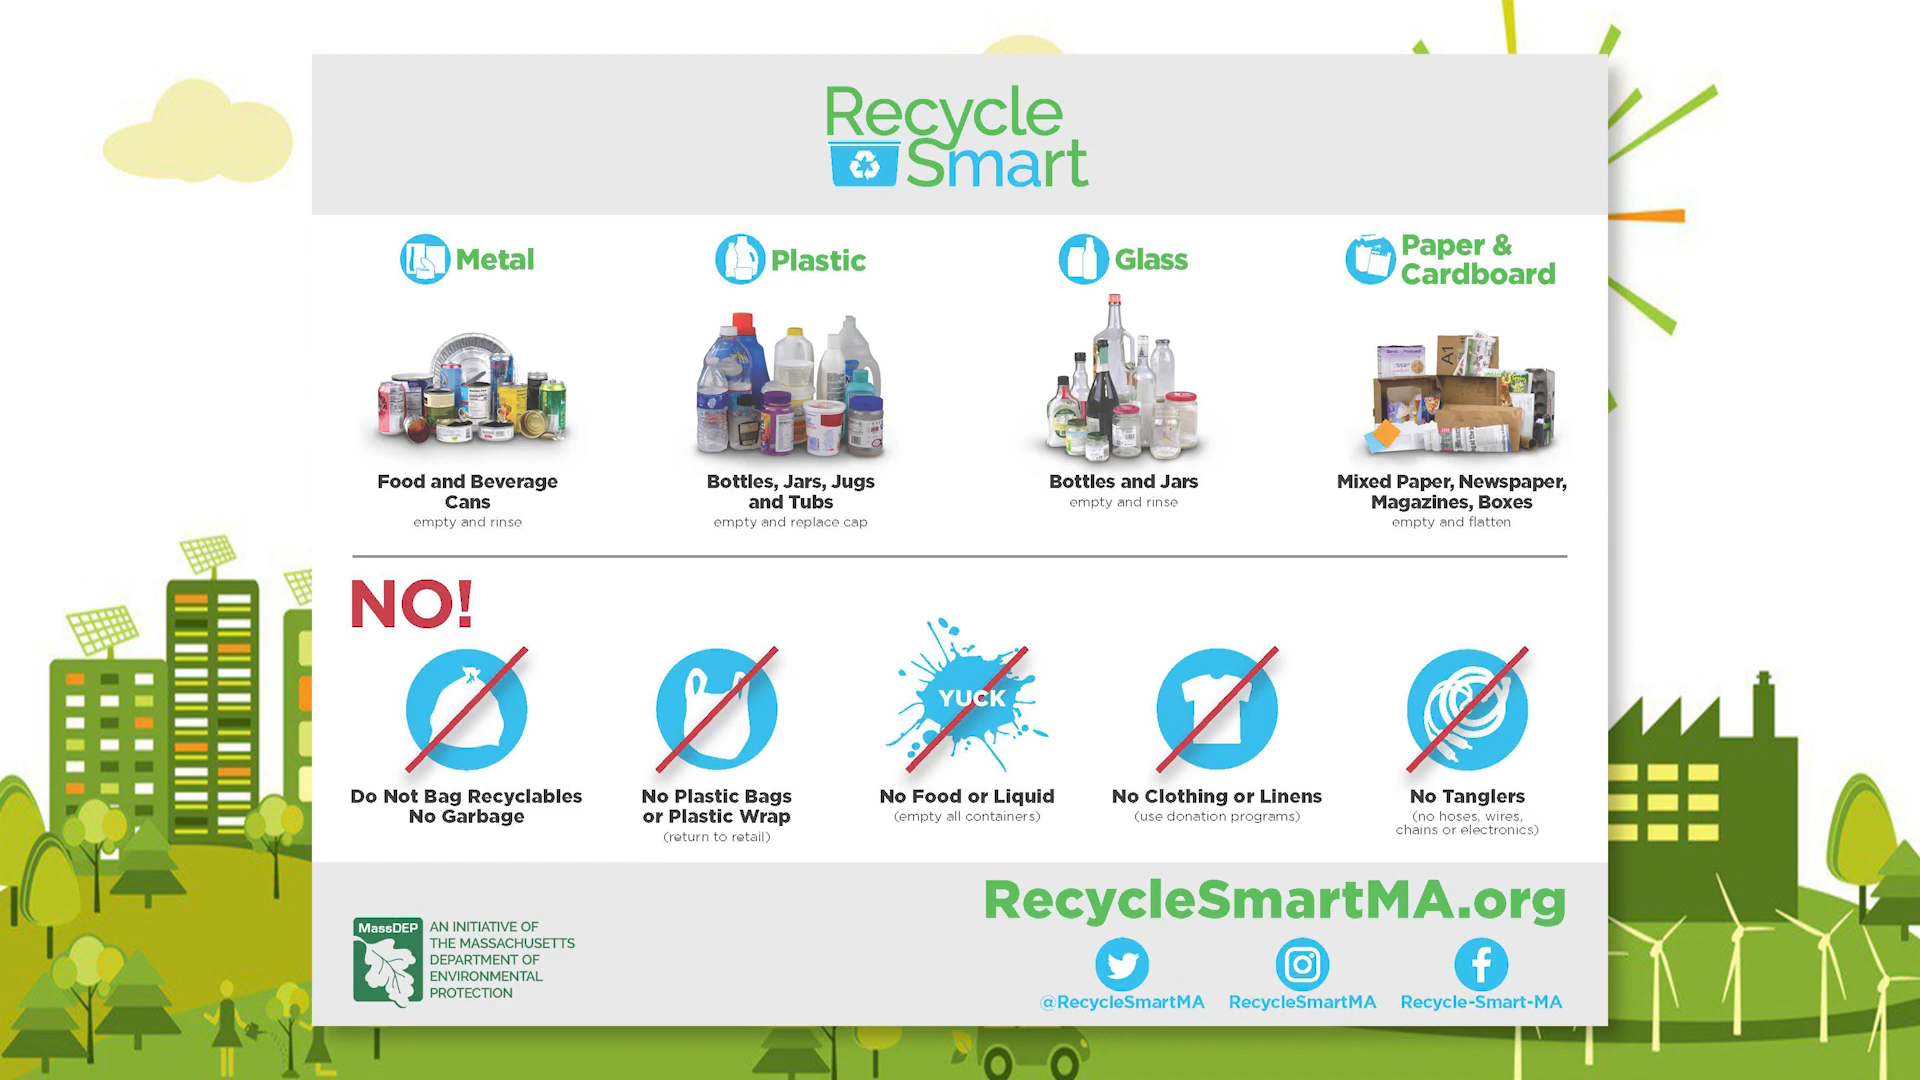 Recycle
Smart
Metal
Plastic
Glass
Paper &
Cardboard
Food and Beverage
Cans
empty and rinse
Bottles, Jars, Jugs
and Tubs
empty and replace cap
Bottles and Jars
empty and rinse
Mixed Paper, Newspaper,
Magazines, Boxes
empty and flatten
NO!
YUCK
Do Not Bag Recyclables
No Garbage
No Plastic Bags
or Plastic Wrap
(return to retail)
No Food or Liquid
(empty all containers)
No Clothing or Linens
(use donation programs)
No Tanglers
(no hoses, wires,
chains or electronics)
MassDEP
AN INITIATIVE OF
THE MASSACHUSETTS
DEPARTMENT OF
ENVIRONMENTAL
PROTECTION
RecycleSmartMA.org
@RecycleSmartMA
RecycleSmartMA
Recycle-Smart-MA